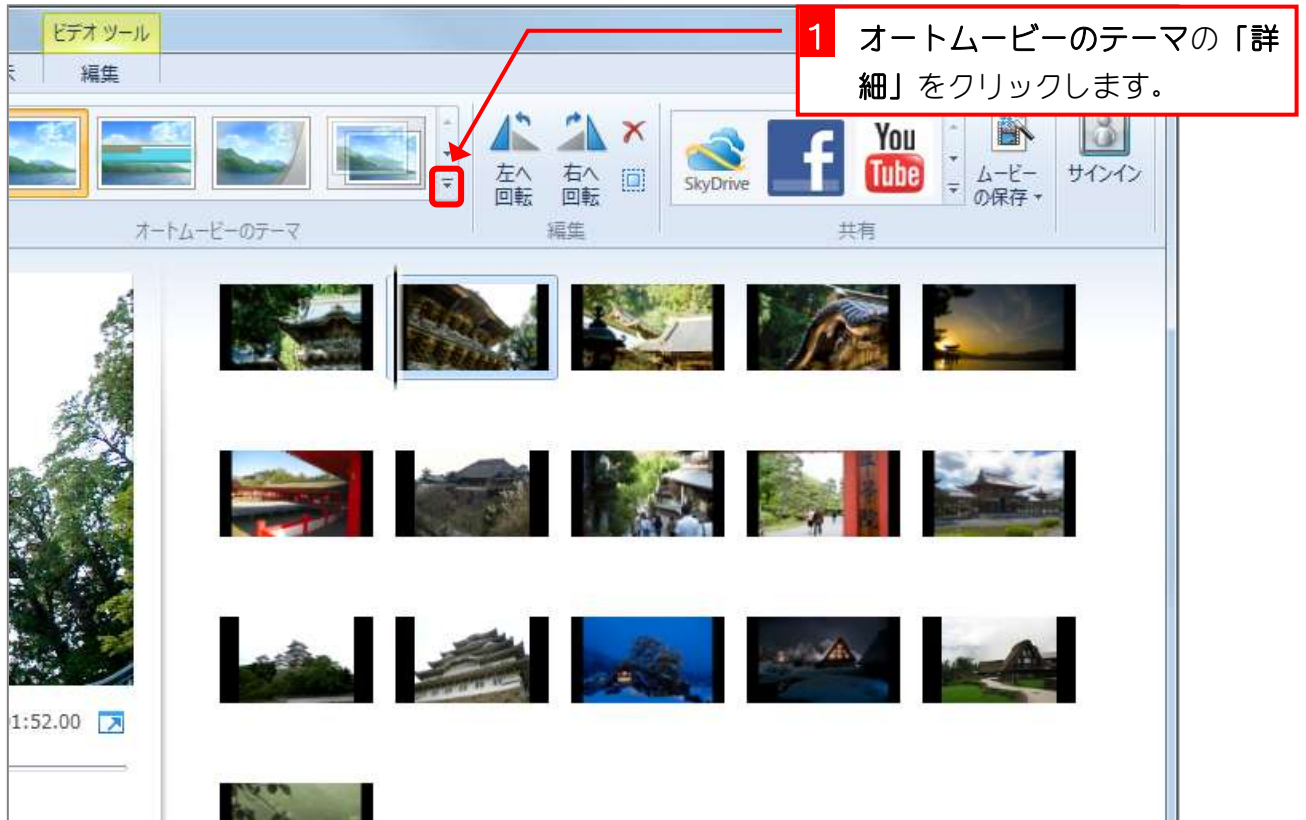 ビデオ ツール
1 オートムービーのテーマの「詳
細」をクリックします。
編集
左へ
回転
右へ
回転
SkyDrive
f
You
Tube
ムービー
の保存
サインイン
オートムービーのテーマ
編集
共有
1:52.00